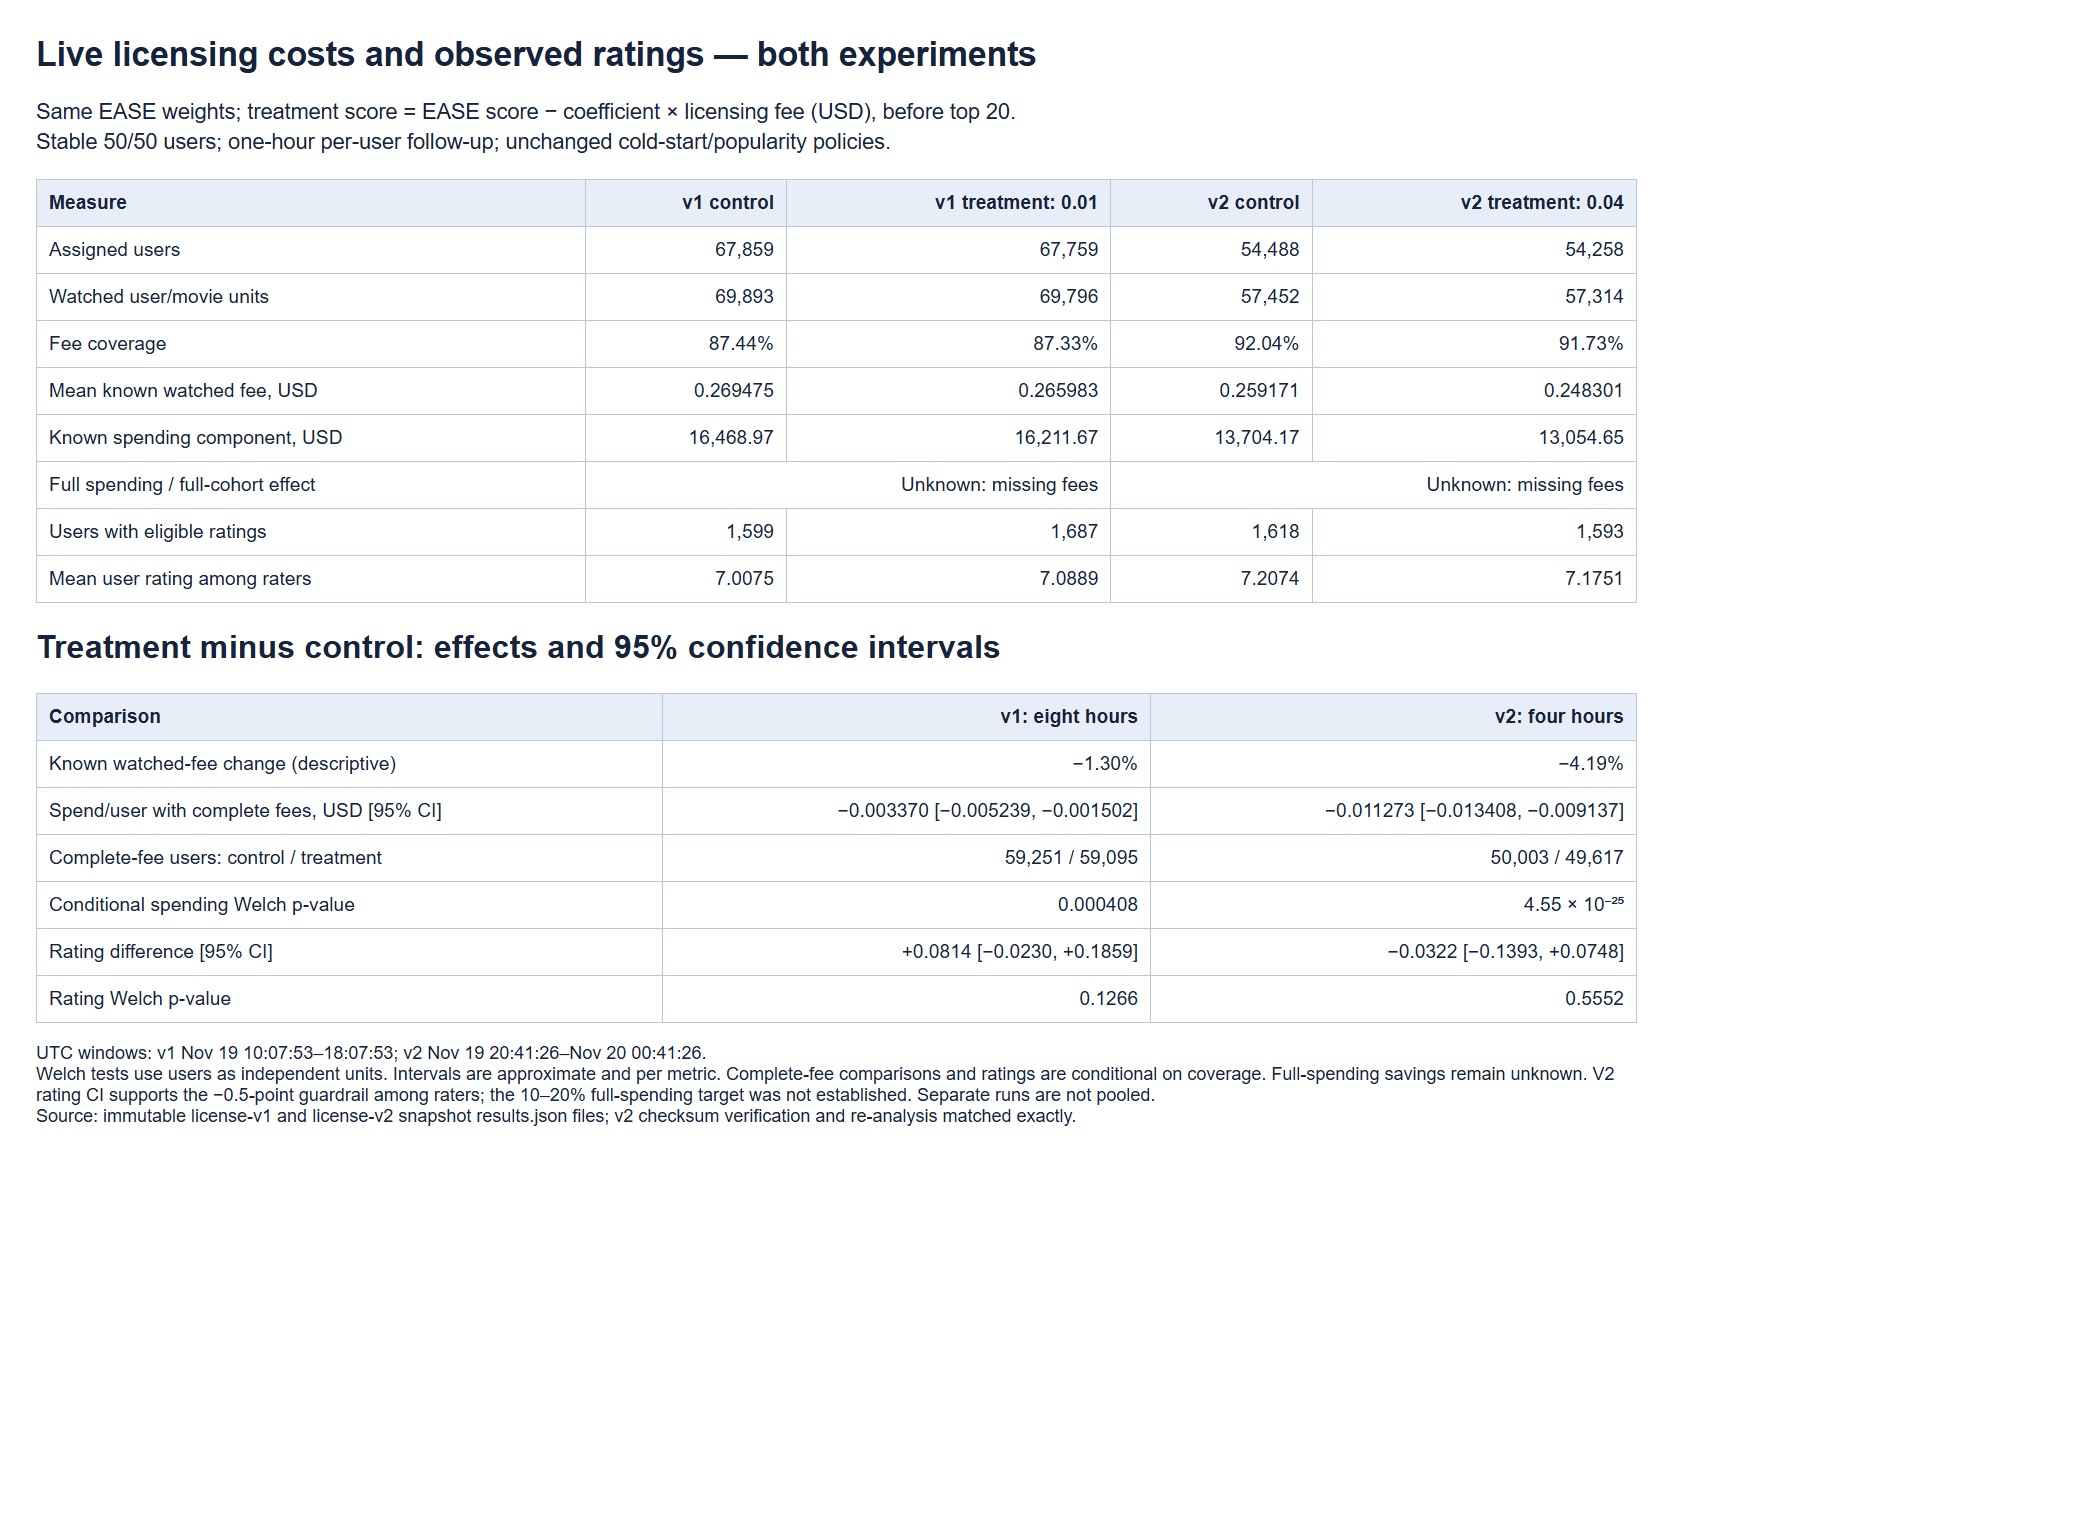 Live licensing costs and observed ratings — both experiments
Same EASE weights; treatment score = EASE score − coefficient × licensing fee (USD), before top 20.
Stable 50/50 users; one-hour per-user follow-up; unchanged cold-start/popularity policies.
Measure v1 control v1 treatment: 0.01 v2 control v2 treatment: 0.04
Assigned users 67,859 67,759 54,488 54,258
Watched user/movie units 69,893 69,796 57,452 57,314
Fee coverage 87.44% 87.33% 92.04% 91.73%
Mean known watched fee, USD 0.269475 0.265983 0.259171 0.248301
Known spending component, USD 16,468.97 16,211.67 13,704.17 13,054.65
Full spending / full-cohort effect Unknown: missing fees Unknown: missing fees
Users with eligible ratings 1,599 1,687 1,618 1,593
Mean user rating among raters 7.0075 7.0889 7.2074 7.1751
Treatment minus control: effects and 95% confidence intervals
Comparison v1: eight hours v2: four hours
Known watched-fee change (descriptive) −1.30% −4.19%
Spend/user with complete fees, USD [95% CI] −0.003370 [−0.005239, −0.001502] −0.011273 [−0.013408, −0.009137]
Complete-fee users: control / treatment 59,251 / 59,095 50,003 / 49,617
Conditional spending Welch p-value 0.000408 4.55 × 10⁻²⁵
Rating difference [95% CI] +0.0814 [−0.0230, +0.1859] −0.0322 [−0.1393, +0.0748]
Rating Welch p-value 0.1266 0.5552
UTC windows: v1 Nov 19 10:07:53–18:07:53; v2 Nov 19 20:41:26–Nov 20 00:41:26.
Welch tests use users as independent units. Intervals are approximate and per metric. Complete-fee comparisons and ratings are conditional on coverage. Full-spending savings remain unknown. V2
rating CI supports the −0.5-point guardrail among raters; the 10–20% full-spending target was not established. Separate runs are not pooled.
Source: immutable license-v1 and license-v2 snapshot results.json files; v2 checksum verification and re-analysis matched exactly.